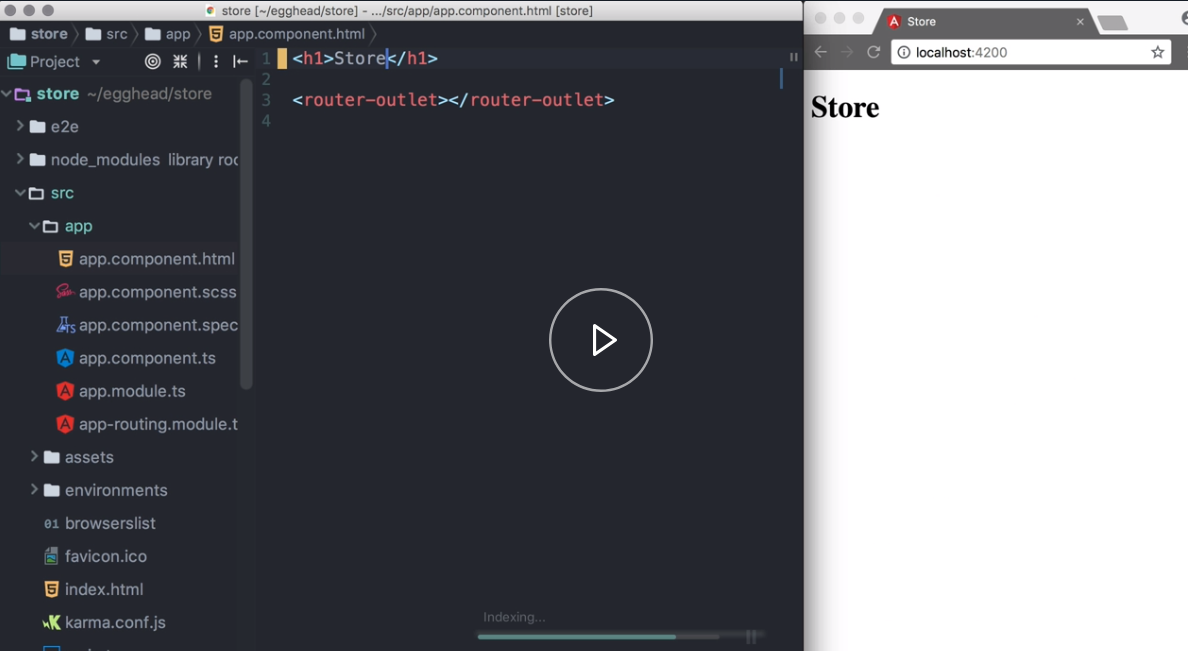 store [~/egghead/store] - .../src/app/app.component.html [store]
store src app app.component.html
Project
store ~/egghead/store
e2e
node_modules library roo
src
app
app.component.html
app.component.scss
app.component.spec
app.component.ts
app.module.ts
app-routing.module.t
assets
environments
browserslist
favicon.ico
index.html
karma.conf.js
1 <h1>Store</h1>
2
3 <router-outlet></router-outlet>
4
Indexing...
Store
localhost:4200
Store